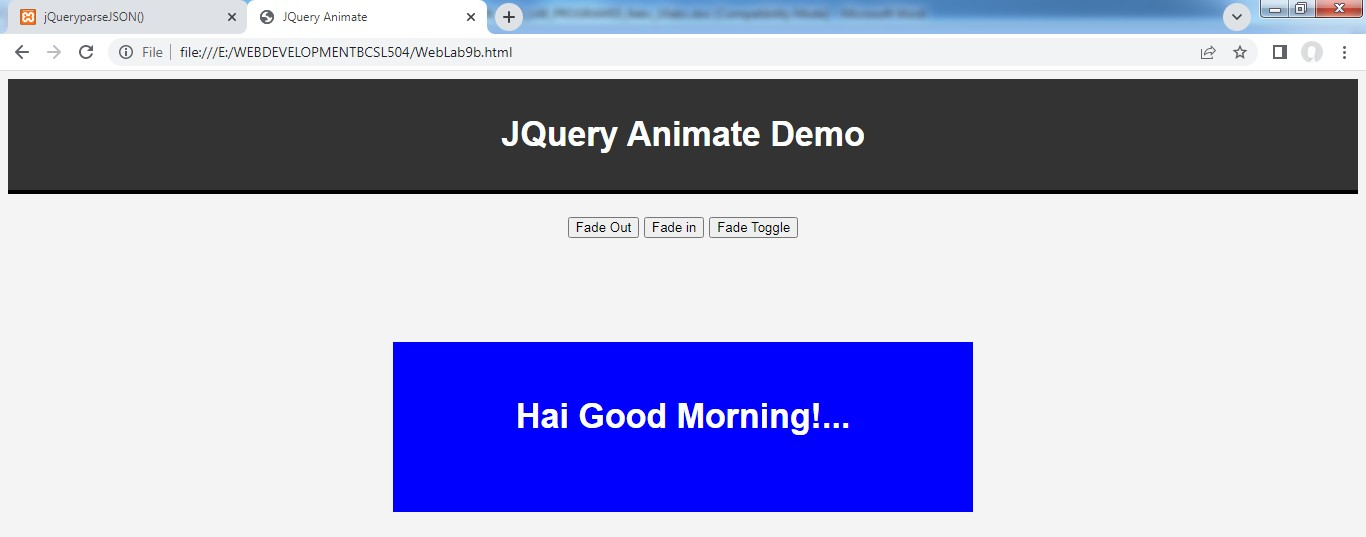 jQueryparseJSON()
JQuery Animate
File
file:///E:/WEBDEVELOPMENTBCSL504/WebLab9b.html
JQuery Animate Demo
Fade Out Fade in Fade Toggle
Hai Good Morning!...